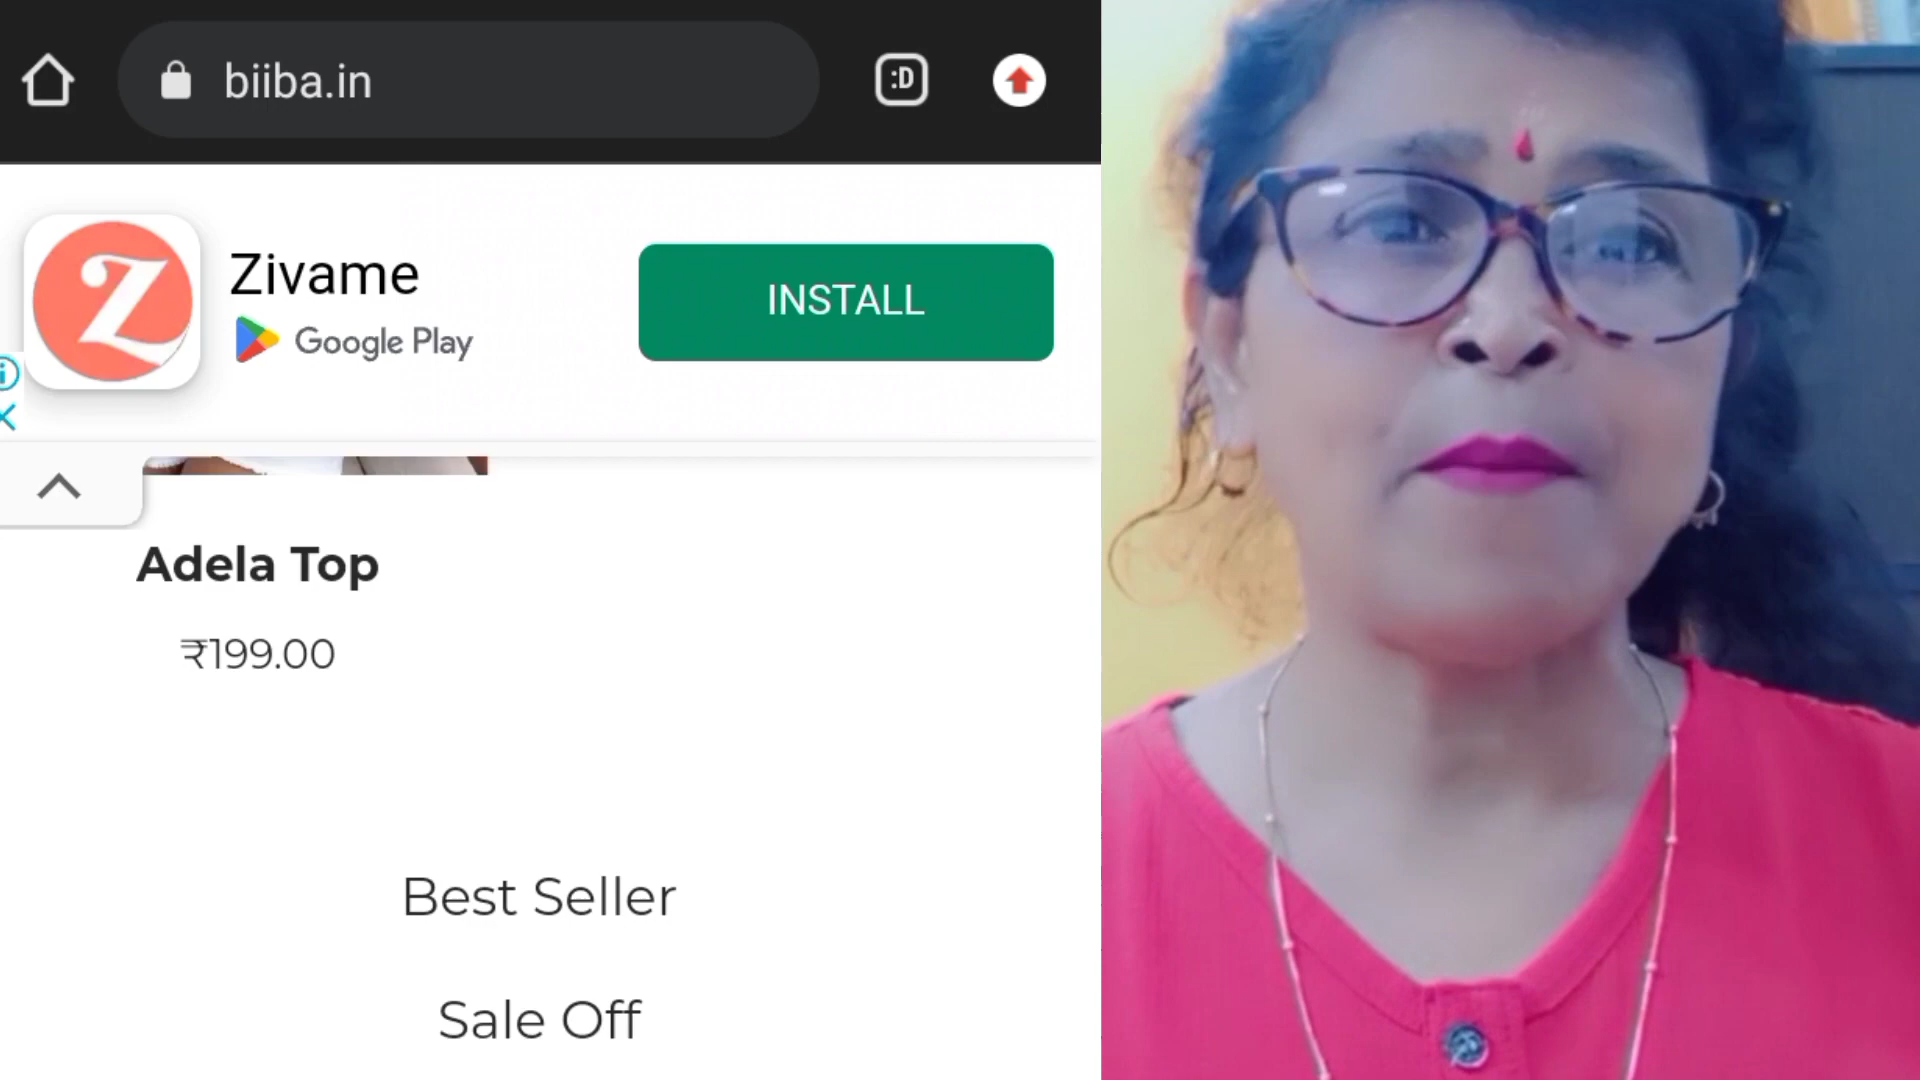 biiba.in
:D
Zivame
Google Play
INSTALL
Adela Top
₹199.00
Best Seller
Sale Off